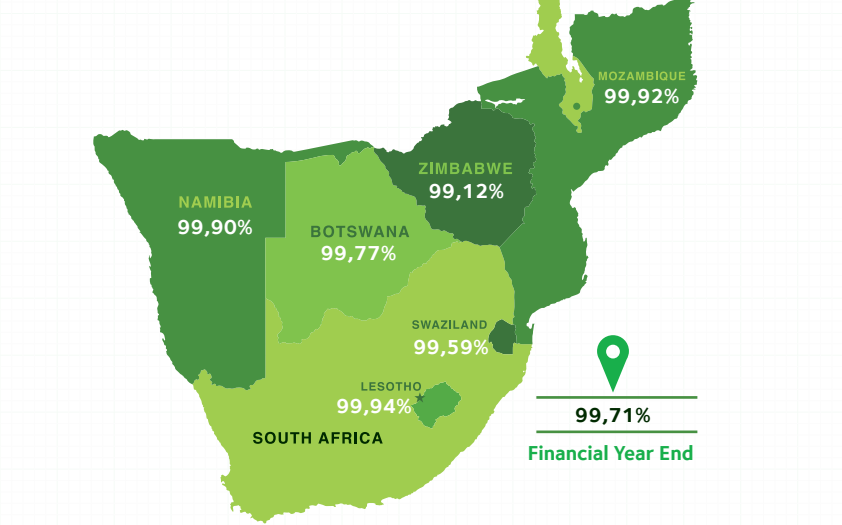 MOZAMBIQUE
99,92%
ZIMBABWE
99,12%
NAMIBIA
99,90%
BOTSWANA
99,77%
SWAZILAND
99,59%
LESOTHO
99,94%
SOUTH AFRICA
99,71%
Financial Year End